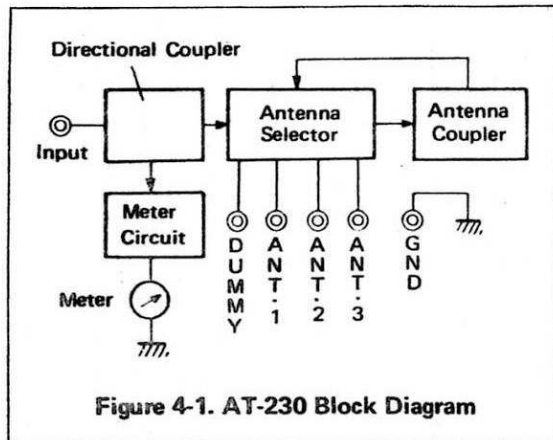 Directional Coupler
Input
Antenna
Selector
Antenna
Coupler
Meter
Circuit
Meter
DUMMY
ANT.1
ANT.2
ANT.3
GND
Figure 4-1. AT-230 Block Diagram